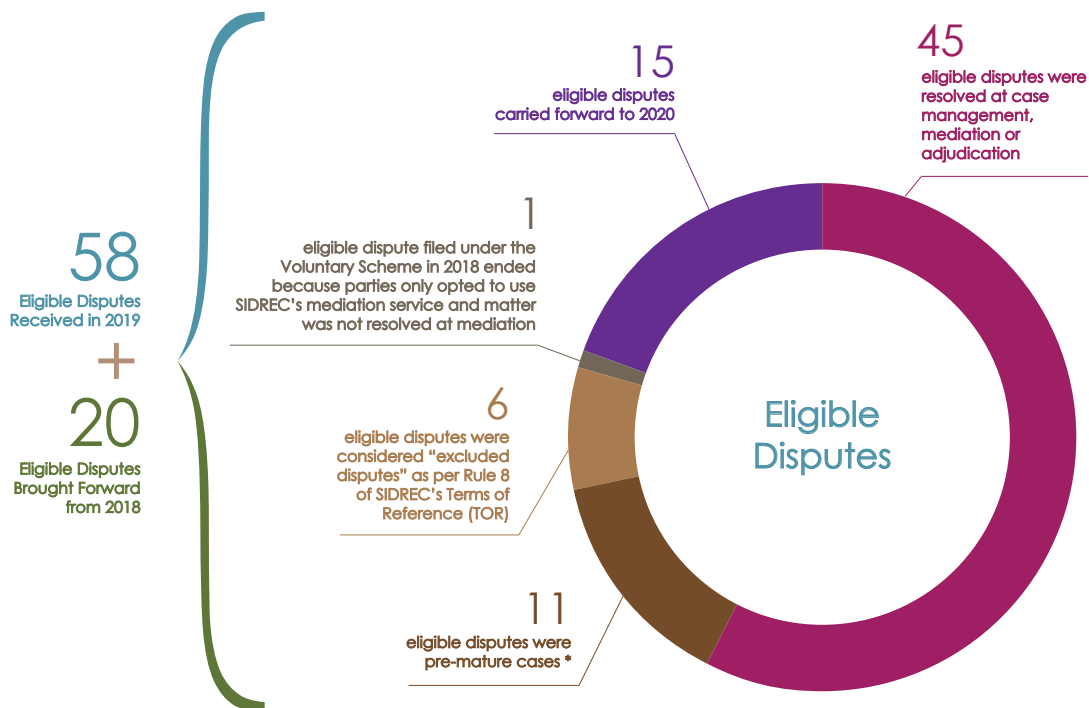 58
Eligible Disputes
Received in 2019
+
20
Eligible Disputes
Brought Forward
from 2018
15
eligible disputes
carried forward to 2020
45
eligible disputes were
resolved at case
management,
mediation or
adjudication
1
eligible dispute filed under the
Voluntary Scheme in 2018 ended
because parties only opted to use
SIDREC’s mediation service and matter
was not resolved at mediation
6
eligible disputes were
considered “excluded
disputes” as per Rule 8
of SIDREC’s Terms of
Reference (TOR)
11
eligible disputes were
pre-mature cases *
Eligible
Disputes